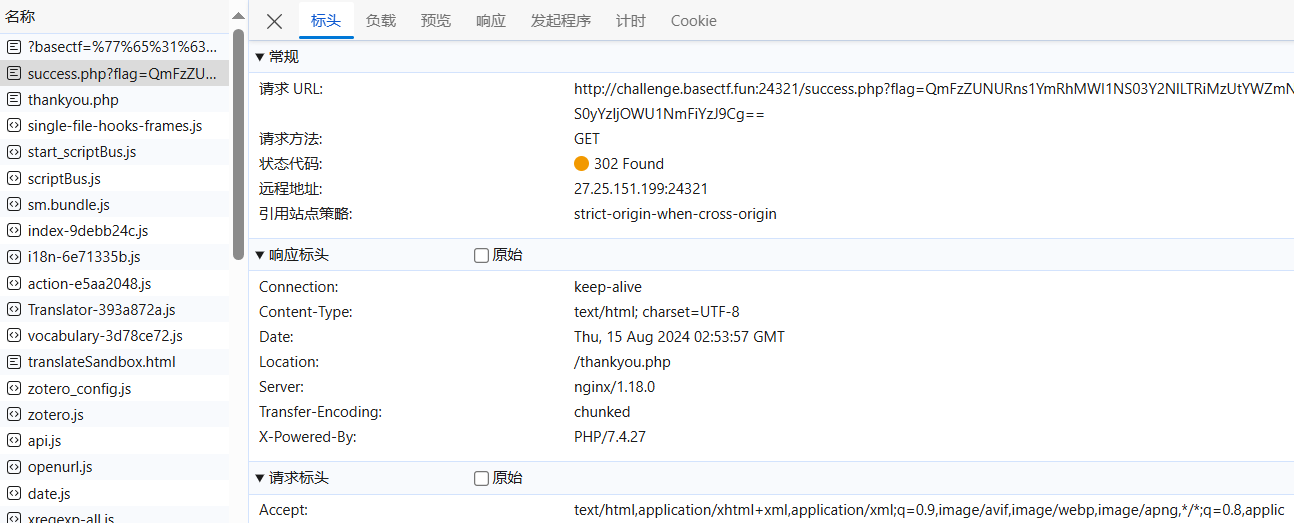 名称
?basectf=%77%65%31%63...
success.php?flag=QmFzZU...
thankyou.php
single-file-hooks-frames.js
start_scriptBus.js
scriptBus.js
sm.bundle.js
index-9debb24c.js
i18n-6e71335b.js
action-e5aa2048.js
Translator-393a872a.js
vocabulary-3d78ce72.js
translateSandbox.html
zotero_config.js
zotero.js
api.js
openurl.js
date.js
xregexp-all.js
标头 负载 预览 响应 发起程序 计时 Cookie
常规
请求 URL: http://challenge.basectf.fun:24321/success.php?flag=QmFzZUNURns1YmRhMWI1NS03Y2NlLTRiMzUtYWZmN
S0yYzljOWU1NmFiYzJ9Cg==
请求方法: GET
状态代码: 302 Found
远程地址: 27.25.151.199:24321
引用站点策略: strict-origin-when-cross-origin
响应标头 原始
Connection: keep-alive
Content-Type: text/html; charset=UTF-8
Date: Thu, 15 Aug 2024 02:53:57 GMT
Location: /thankyou.php
Server: nginx/1.18.0
Transfer-Encoding: chunked
X-Powered-By: PHP/7.4.27
请求标头 原始
Accept: text/html,application/xhtml+xml,application/xml;q=0.9,image/avif,image/webp,image/apng,*/*;q=0.8,applic